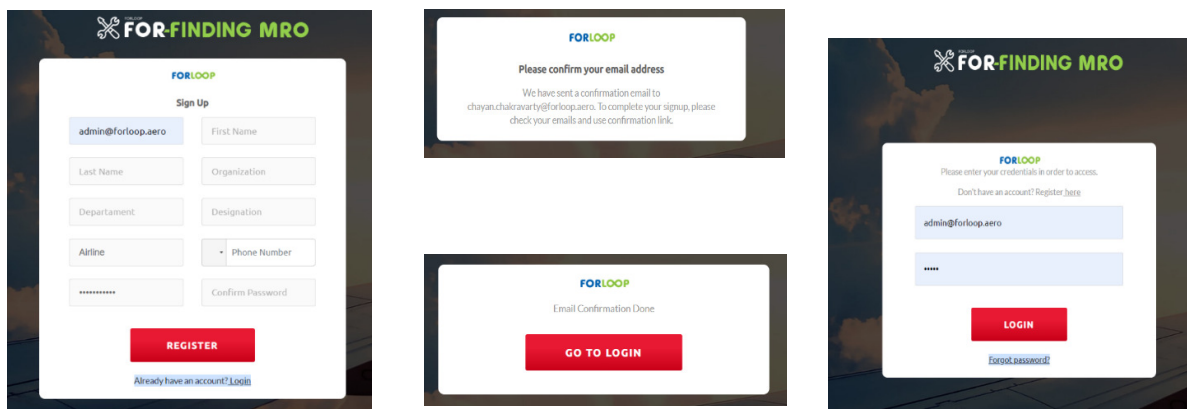 FORLOOP
FOR-FINDING MRO
FORLOOP
Sign Up
admin@forloop.aero First Name
Last Name Organization
Departament Designation
Airline Phone Number
••••••••••• Confirm Password
REGISTER
Already have an account? Login
FORLOOP
Please confirm your email address
We have sent a confirmation email to
chayan.chakravarty@forloop.aero. To complete your signup, please
check your emails and use confirmation link.
FORLOOP
Email Confirmation Done
GO TO LOGIN
FORLOOP
FOR-FINDING MRO
FORLOOP
Please enter your credentials in order to access.
Don't have an account? Register here
admin@forloop.aero
•••••
LOGIN
Forgot password?